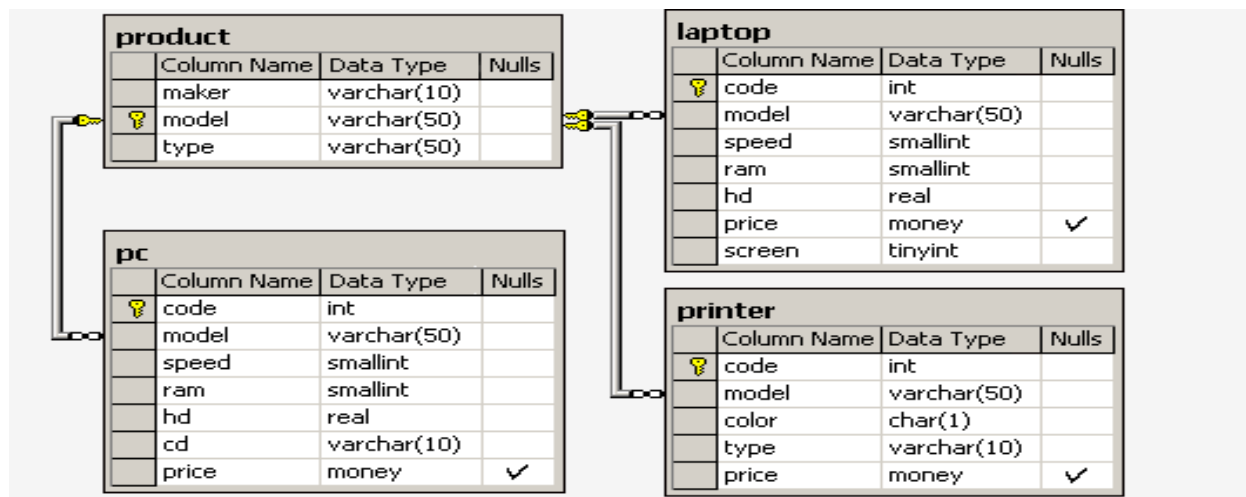 product
Column Name Data Type Nulls
maker varchar(10)
model varchar(50)
type varchar(50)
laptop
Column Name Data Type Nulls
code int
model varchar(50)
speed smallint
ram smallint
hd real
price money ✓
screen tinyint
pc
Column Name Data Type Nulls
code int
model varchar(50)
speed smallint
ram smallint
hd real
cd varchar(10)
price money ✓
printer
Column Name Data Type Nulls
code int
model varchar(50)
color char(1)
type varchar(10)
price money ✓